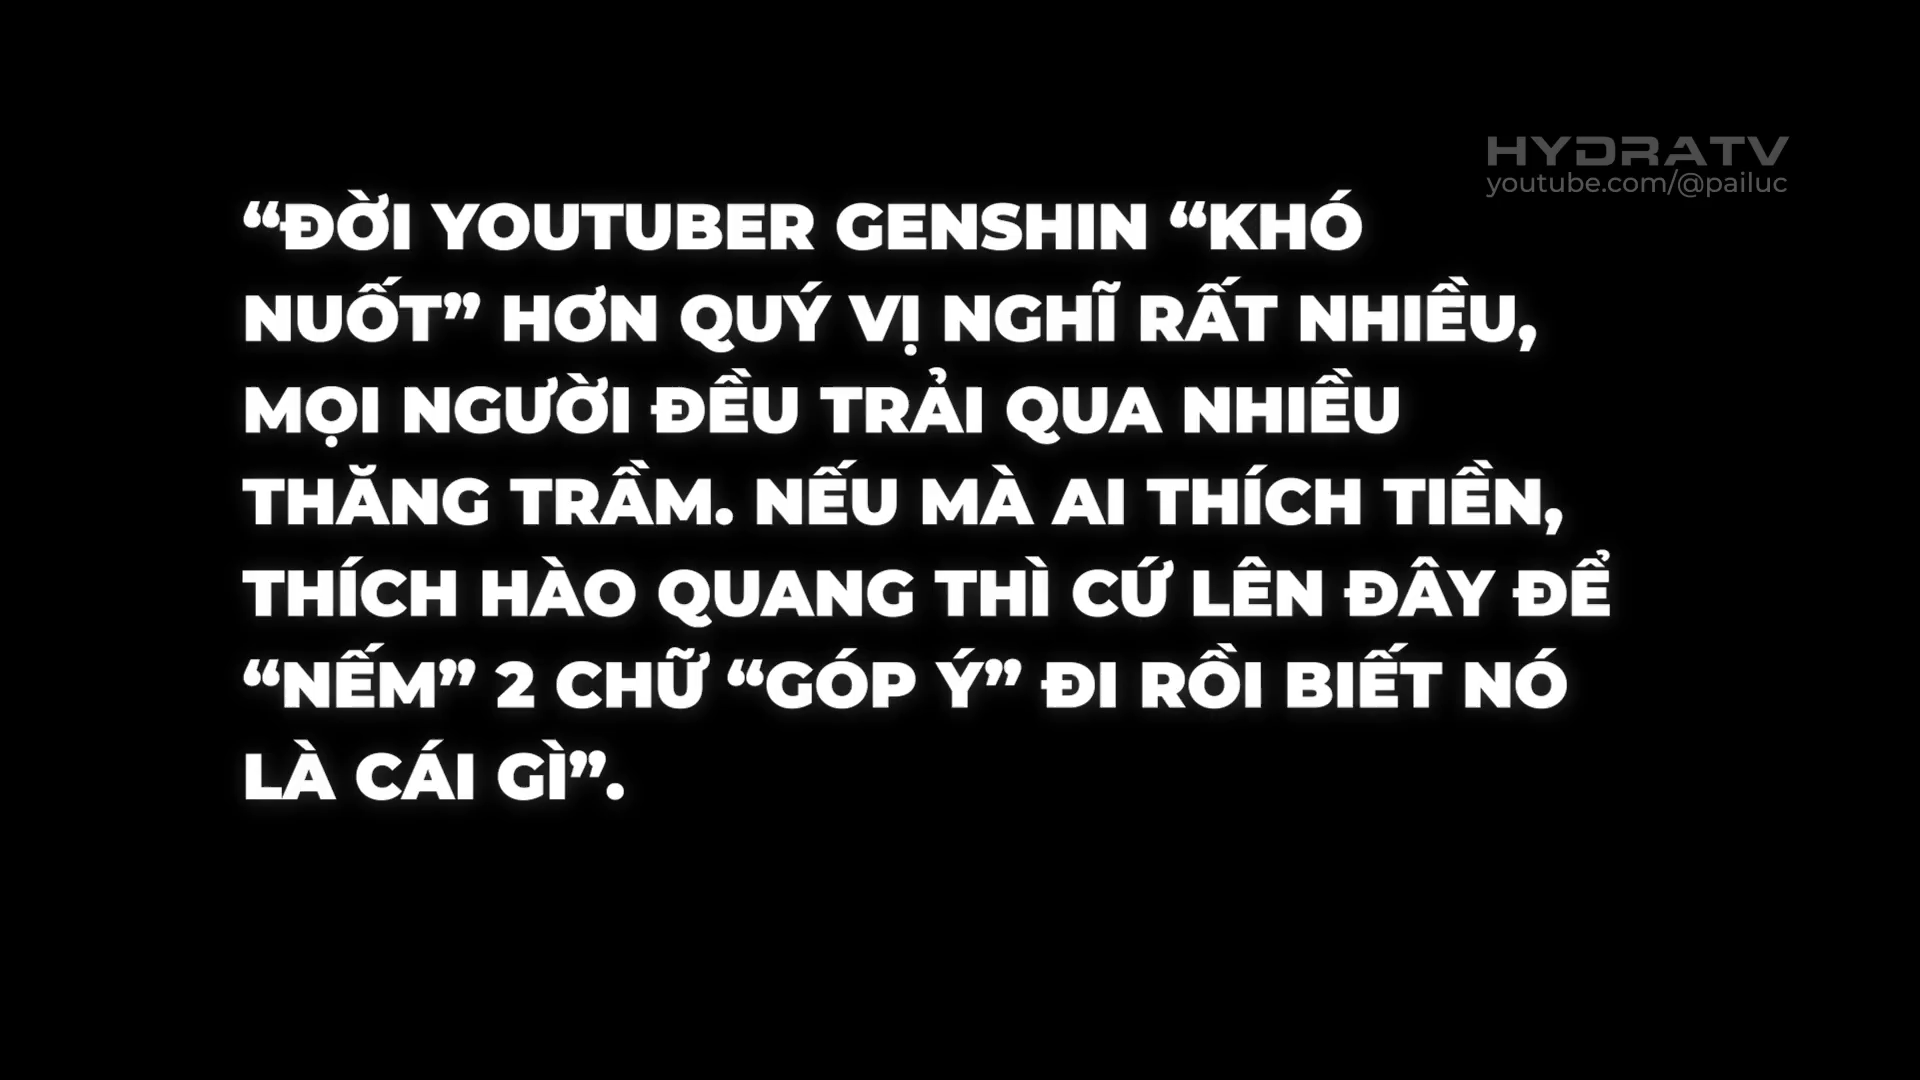 HYDRATV
youtube.com/@pailuc
“ĐỜI YOUTUBER GENSHIN “KHÓ
NUỐT” HƠN QUÝ VỊ NGHĨ RẤT NHIỀU,
MỌI NGƯỜI ĐỀU TRẢI QUA NHIỀU
THĂNG TRẦM. NẾU MÀ AI THÍCH TIỀN,
THÍCH HÀO QUANG THÌ CỨ LÊN ĐÂY ĐỂ
“NẾM” 2 CHỮ “GÓP Ý” ĐI RỒI BIẾT NÓ
LÀ CÁI GÌ”.